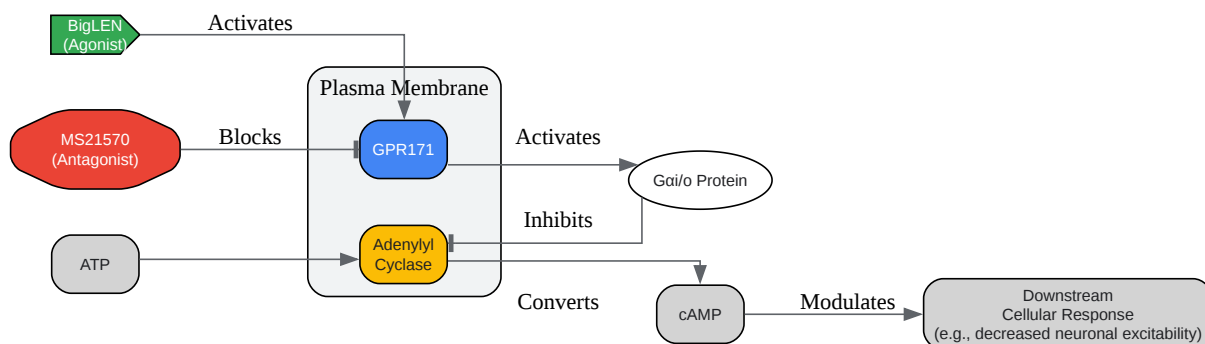 BigLEN
(Agonist)
Activates
Plasma Membrane
MS21570
(Antagonist)
Blocks
GPR171
Activates
Gαi/o Protein
Inhibits
ATP
Adenylyl
Cyclase
Converts
cAMP
Modulates
Downstream
Cellular Response
(e.g., decreased neuronal excitability)